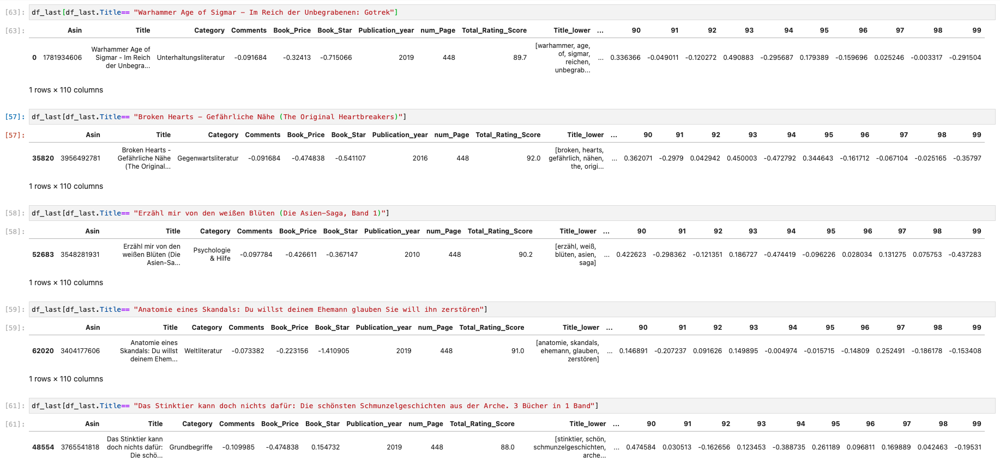 [63]: df_last[df_last.Title== "Warhammer Age of Sigmar – Im Reich der Unbegrabenen: Gotrek"]
[63]: Asin Title Category Comments Book_Price Book_Star Publication_year num_Page Total_Rating_Score Title_lower ... 90 91 92 93 94 95 96 97 98 99
0 1781934606 Warhammer Age of Sigmar - Im Reich der Unbegra... Unterhaltungsliteratur -0.091684 -0.32413 -0.715066 2019 448 89.7 [warhammer, age, of, sigmar, reichen, unbegrab... ... 0.336366 -0.049011 -0.120272 0.490883 -0.295687 0.179389 -0.159696 0.025246 -0.003317 -0.291504
1 rows × 110 columns
[57]: df_last[df_last.Title== "Broken Hearts – Gefährliche Nähe (The Original Heartbreakers)"]
[57]: Asin Title Category Comments Book_Price Book_Star Publication_year num_Page Total_Rating_Score Title_lower ... 90 91 92 93 94 95 96 97 98 99
35820 3956492781 Broken Hearts - Gefährliche Nähe (The Original... Gegenwartsliteratur -0.091684 -0.474838 -0.541107 2016 448 92.0 [broken, hearts, gefährlich, nähen, the, origi... ... 0.362071 -0.2979 0.042942 0.450003 -0.472792 0.344643 -0.161712 -0.067104 -0.025165 -0.35797
1 rows × 110 columns
[58]: df_last[df_last.Title== "Erzähl mir von den weißen Blüten (Die Asien–Saga, Band 1)"]
[58]: Asin Title Category Comments Book_Price Book_Star Publication_year num_Page Total_Rating_Score Title_lower ... 90 91 92 93 94 95 96 97 98 99
52683 3548281931 Erzähl mir von den weißen Blüten (Die Asien-Sa... Psychologie & Hilfe -0.097784 -0.426611 -0.367147 2010 448 90.2 [erzähl, weiß, blüten, asien, saga] ... 0.422623 -0.298362 -0.121351 0.186727 -0.474419 -0.096226 0.028034 0.131275 0.075753 -0.437283
1 rows × 110 columns
[59]: df_last[df_last.Title== "Anatomie eines Skandals: Du willst deinem Ehemann glauben Sie will ihn zerstören"]
[59]: Asin Title Category Comments Book_Price Book_Star Publication_year num_Page Total_Rating_Score Title_lower ... 90 91 92 93 94 95 96 97 98 99
62020 3404177606 Anatomie eines Skandals: Du willst deinem Ehem... Weltliteratur -0.073382 -0.223156 -1.410905 2019 448 91.0 [anatomie, skandals, ehemann, glauben, zerstören] ... 0.146891 -0.207237 0.091626 0.149895 -0.004974 -0.015715 -0.14809 0.252491 -0.186178 -0.153408
1 rows × 110 columns
[61]: df_last[df_last.Title== "Das Stinktier kann doch nichts dafür: Die schönsten Schmunzelgeschichten aus der Arche. 3 Bücher in 1 Band"]
[61]: Asin Title Category Comments Book_Price Book_Star Publication_year num_Page Total_Rating_Score Title_lower ... 90 91 92 93 94 95 96 97 98 99
48554 3765541818 Das Stinktier kann doch nichts dafür: Die schö... Grundbegriffe -0.109985 -0.474838 0.154732 2019 448 88.0 [stinktier, schön, schmunzelgeschichten, arche... ... 0.474584 0.030513 -0.162656 0.123453 -0.388735 0.261189 0.096811 0.169889 0.042463 -0.19531